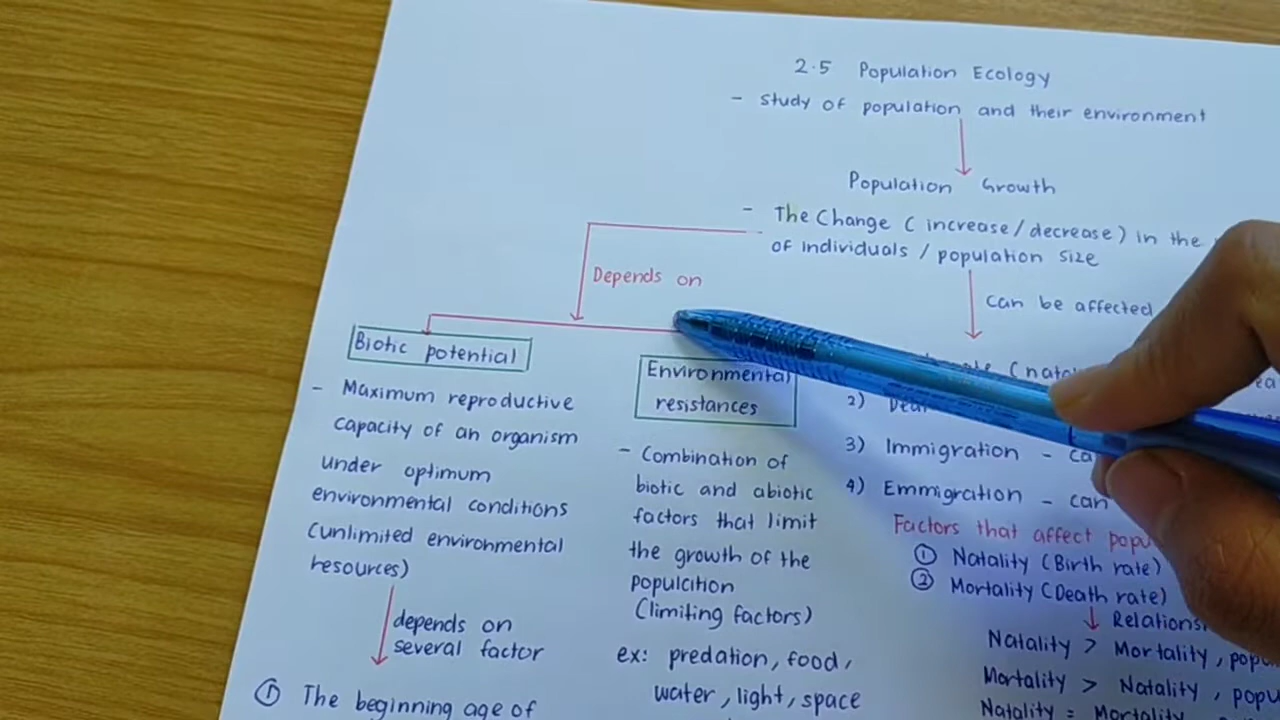 2.5 Population Ecology
- study of population and their environment
Population Growth
- The Change ( increase/decrease) in the
of individuals / population size
Depends on
can be affected
Biotic potential
- Maximum reproductive
capacity of an organism
under optimum
environmental conditions
(unlimited environmental
resources)
depends on
several factor
① The beginning age of
Environmental
resistances
- Combination of
biotic and abiotic
factors that limit
the growth of the
population
(limiting factors)
ex: predation, food,
water, light, space
2)
3) Immigration -
4) Emmigration - can
Factors that affect
① Natality (Birth rate)
② Mortality (Death rate)
Natality > Mortality,
Mortality > Natality,
Natality = Mortality